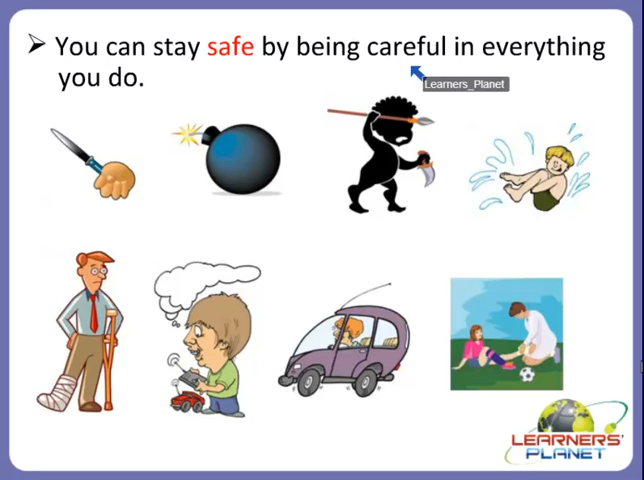 You can stay safe by being careful in everything
you do.
Learners_Planet
LEARNERS'
PLANET